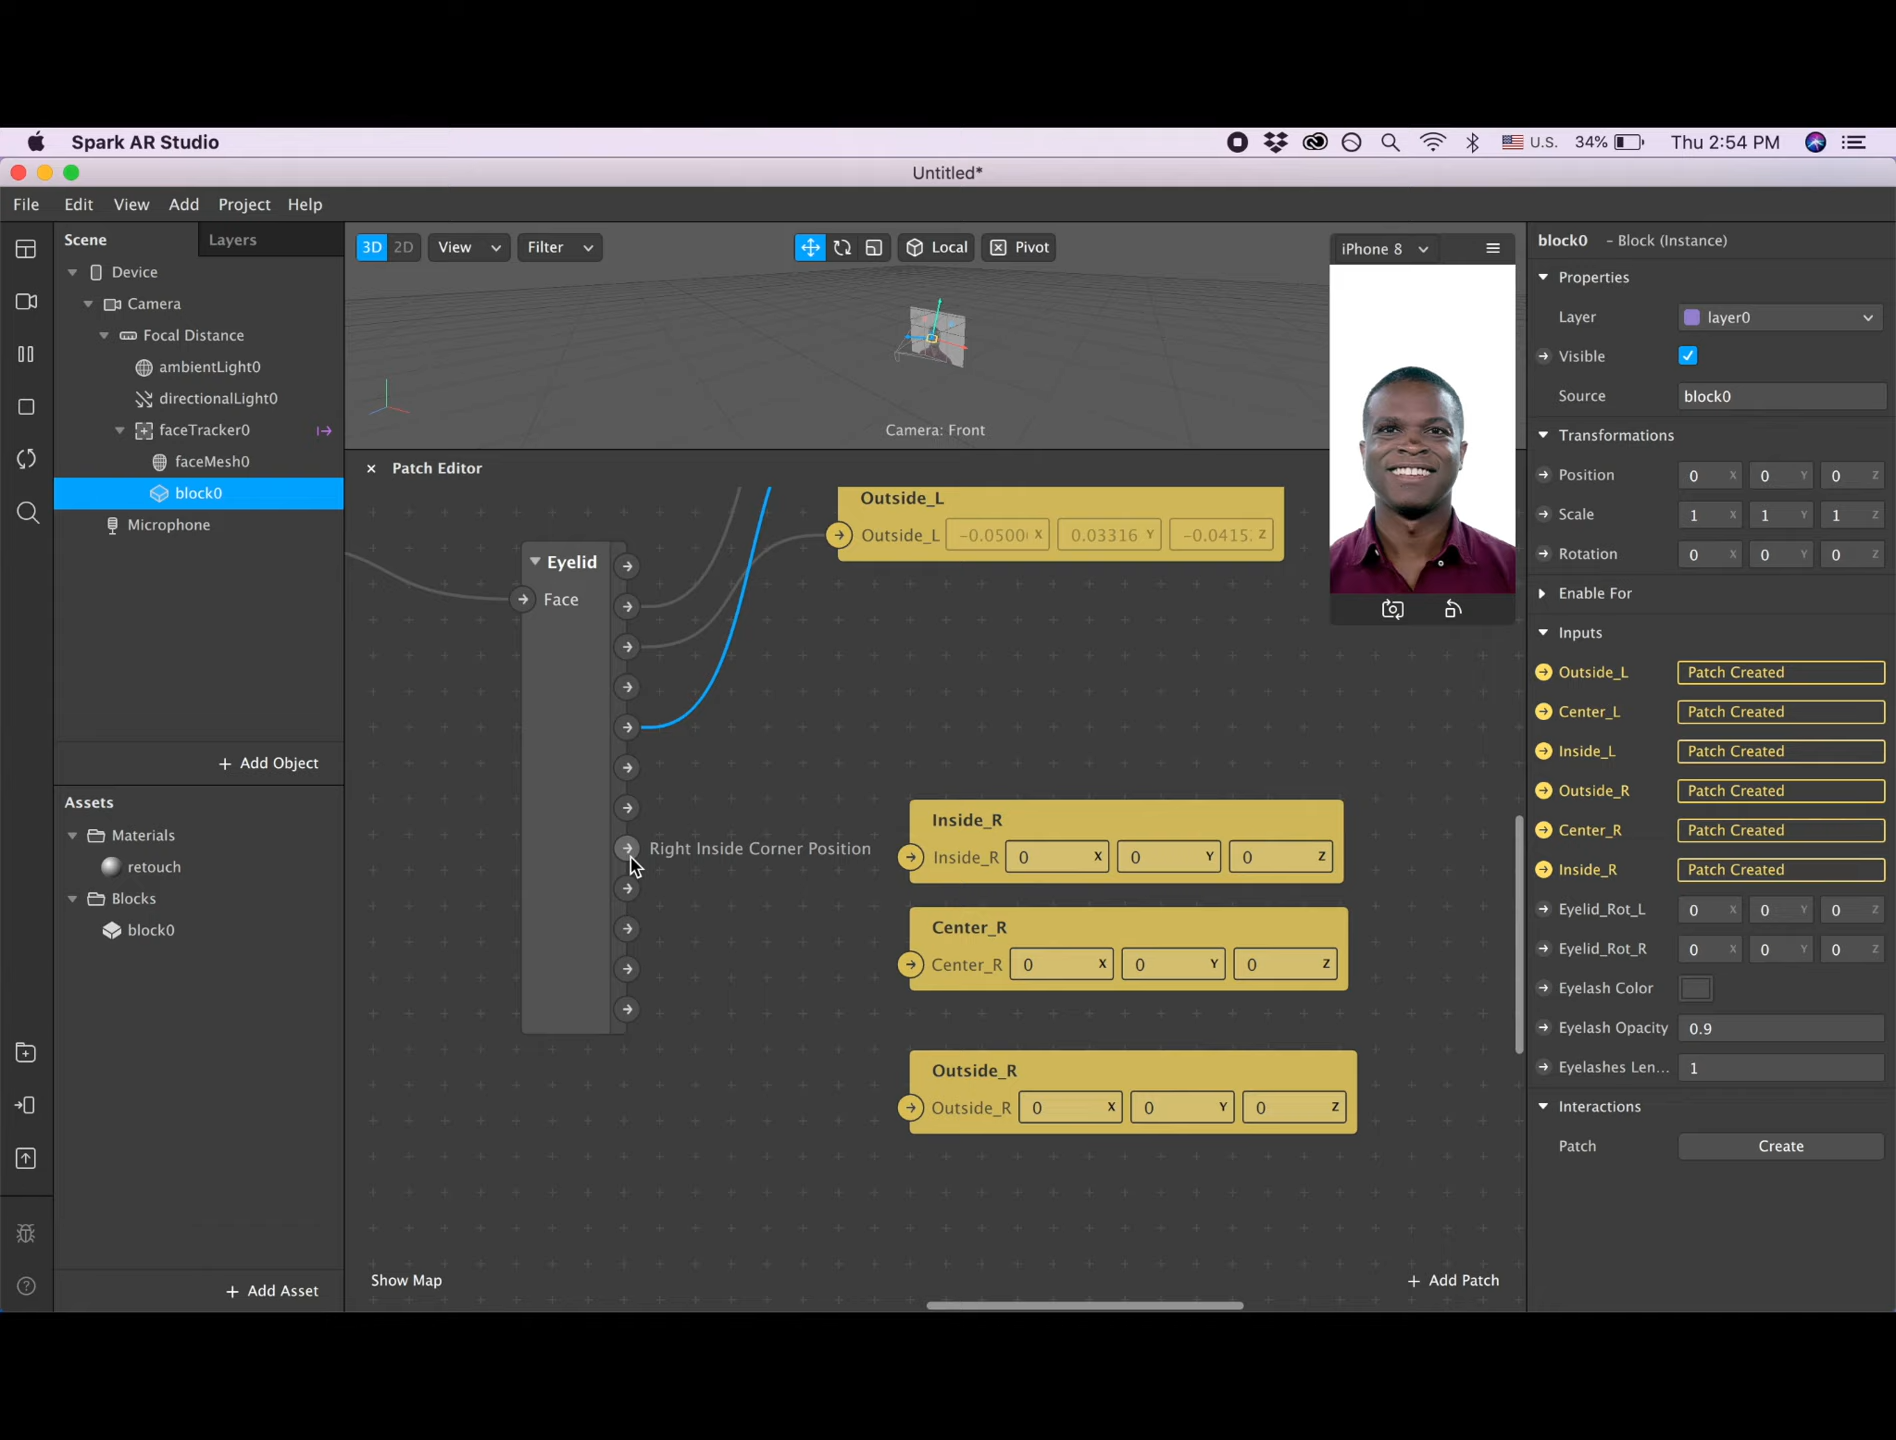 Spark AR Studio
U.S.
34%
Thu 2:54 PM
Untitled*
File Edit View Add Project Help
Scene
Layers
Device
Camera
Focal Distance
ambientLight0
directionalLight0
faceTracker0
faceMesh0
block0
Microphone
+ Add Object
Assets
Materials
retouch
Blocks
block0
+ Add Asset
3D 2D
View
Filter
Local
Pivot
Camera: Front
iPhone 8
× Patch Editor
Outside_L
Outside_L -0.0500 X 0.03316 Y -0.0415 Z
Eyelid
Face
Right Inside Corner Position
Inside_R
Inside_R 0 X 0 Y 0 Z
Center_R
Center_R 0 X 0 Y 0 Z
Outside_R
Outside_R 0 X 0 Y 0 Z
Show Map
+ Add Patch
block0 - Block (Instance)
Properties
Layer layer0
Visible
Source block0
Transformations
Position 0 X 0 Y 0 Z
Scale 1 X 1 Y 1 Z
Rotation 0 X 0 Y 0 Z
Enable For
Inputs
Outside_L Patch Created
Center_L Patch Created
Inside_L Patch Created
Outside_R Patch Created
Center_R Patch Created
Inside_R Patch Created
Eyelid_Rot_L 0 X 0 Y 0 Z
Eyelid_Rot_R 0 X 0 Y 0 Z
Eyelash Color
Eyelash Opacity 0.9
Eyelashes Len... 1
Interactions
Patch Create